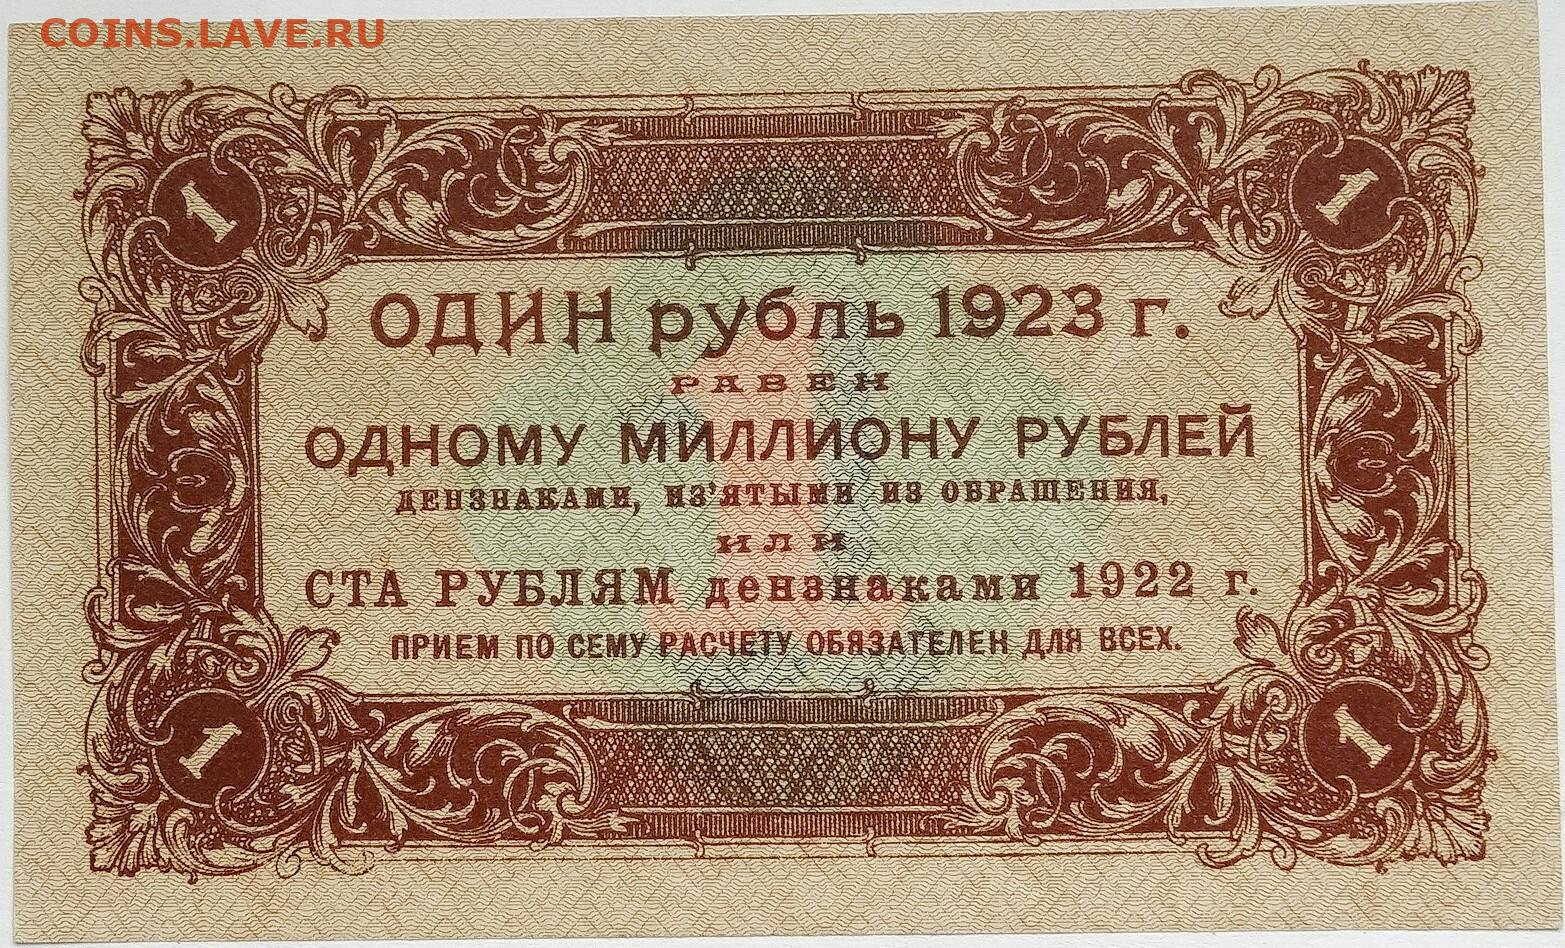 COINS.LAVE.RU
1 1
ОДИН рубль 1923 г.
РАВЕН
ОДНОМУ МИЛЛИОНУ РУБЛЕЙ
ДЕНЗНАКАМИ, ИЗ'ЯТЫМИ ИЗ ОБРАЩЕНИЯ,
ИЛИ
СТА РУБЛЯМ дензнаками 1922 г.
ПРИЕМ ПО СЕМУ РАСЧЕТУ ОБЯЗАТЕЛЕН ДЛЯ ВСЕХ.
1
1 1